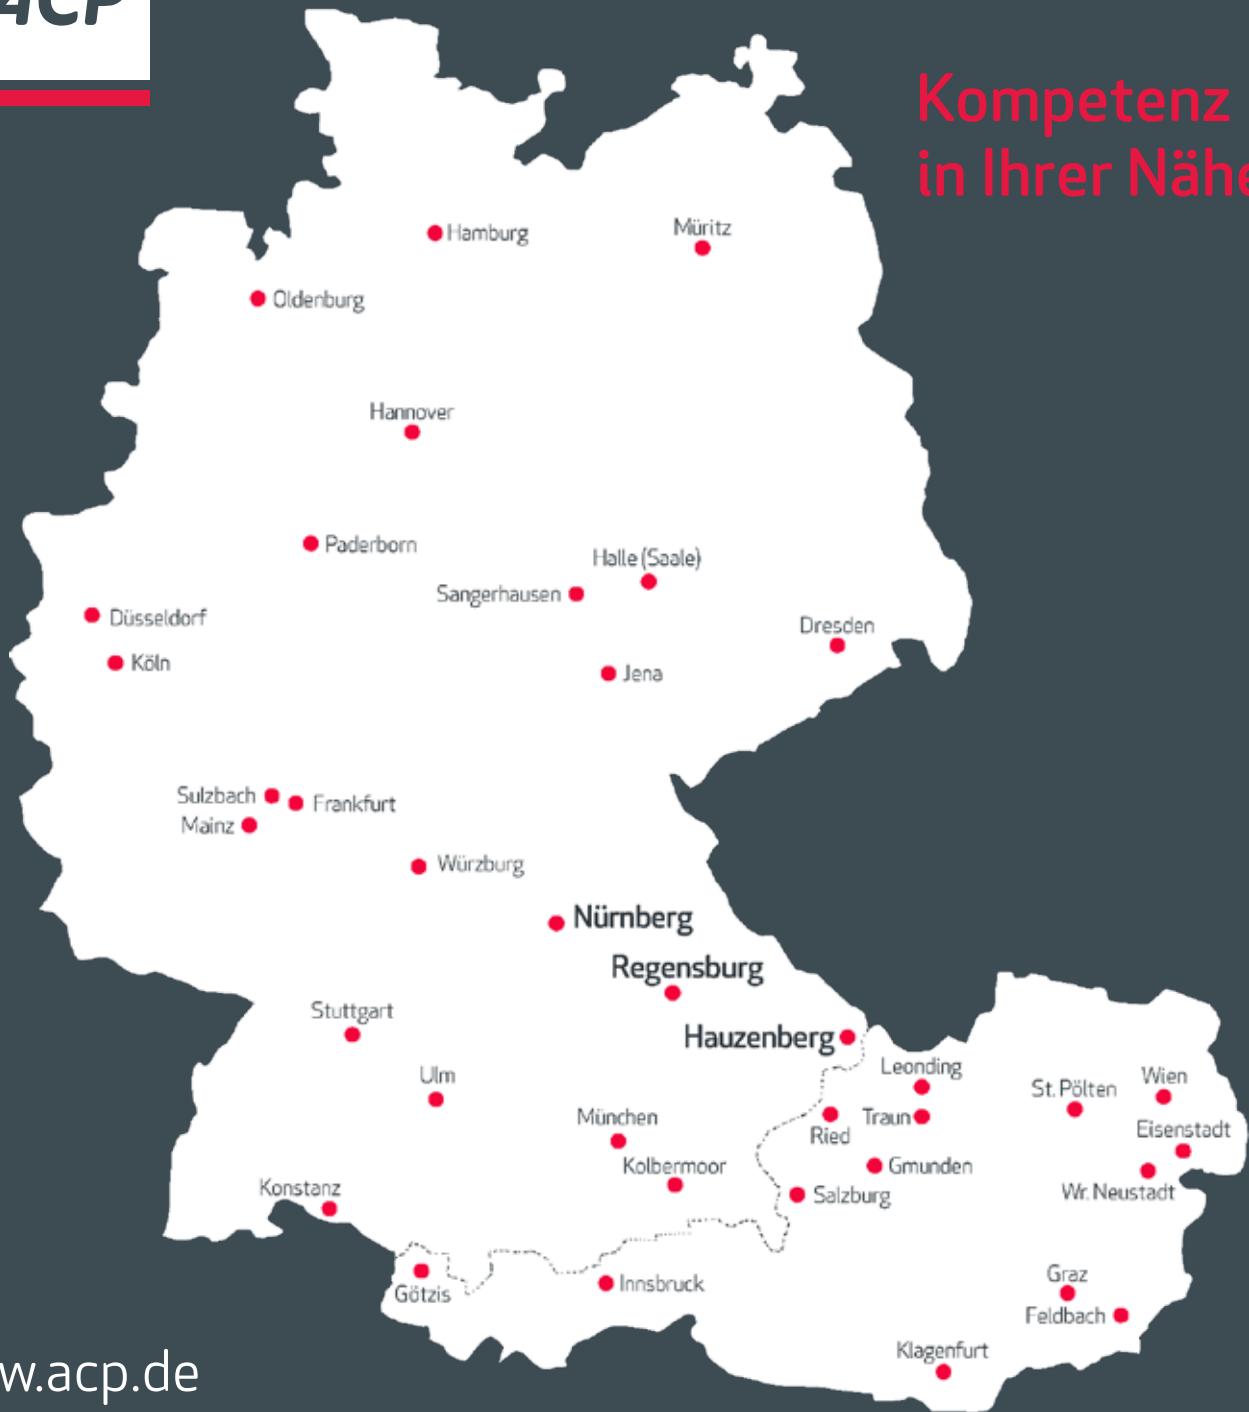 ACP
Kompetenz
in Ihrer Nähe
Hamburg
Müritz
Oldenburg
Hannover
Paderborn
Halle (Saale)
Sangerhausen
Düsseldorf
Dresden
Köln
Jena
Sulzbach
Frankfurt
Mainz
Würzburg
Nürnberg
Regensburg
Stuttgart
Hauzenberg
Leonding
Ulm
St. Pölten
Wien
München
Traun
Ried
Eisenstadt
Kolbermoor
Gmunden
Konstanz
Salzburg
Wr. Neustadt
Götzis
Innsbruck
Graz
Feldbach
Klagenfurt
w.acp.de